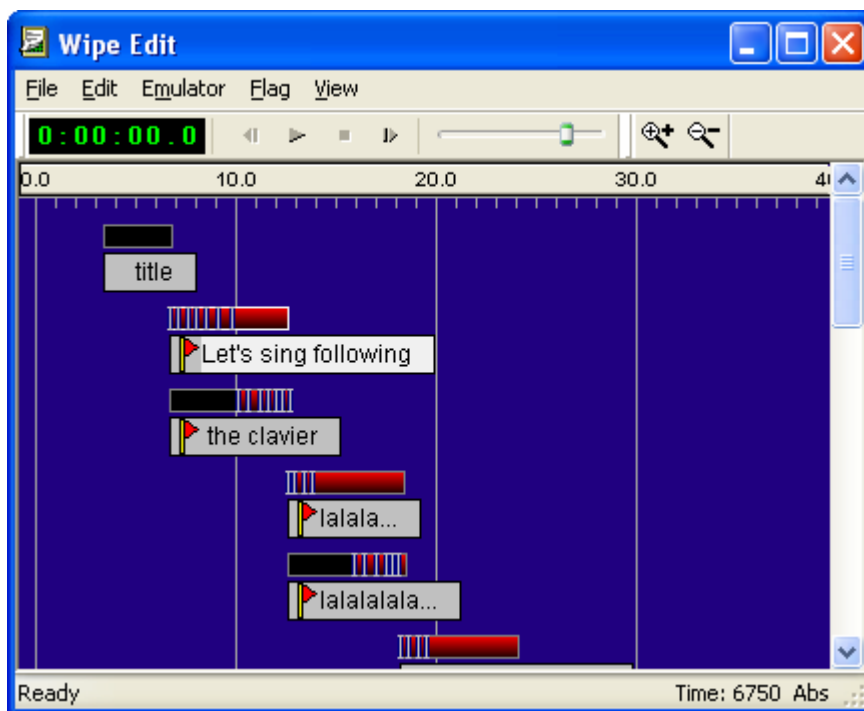 Wipe Edit
File Edit Emulator Flag View
0:00:00.0
0.0 10.0 20.0 30.0
title
Let's sing following
the clavier
lalala...
lalalalala...
Ready Time: 6750 Abs